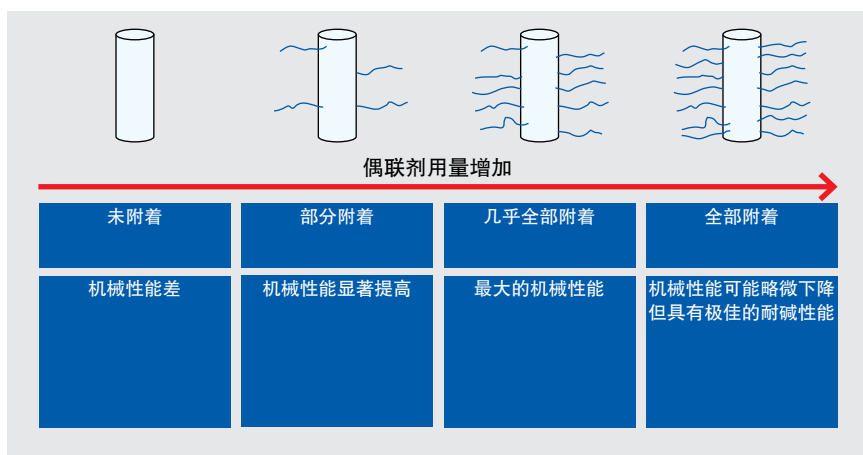 偶联剂用量增加
未附着
部分附着
几乎全部附着
全部附着
机械性能差
机械性能显著提高
最大的机械性能
机械性能可能略微下降
但具有极佳的耐碱性能